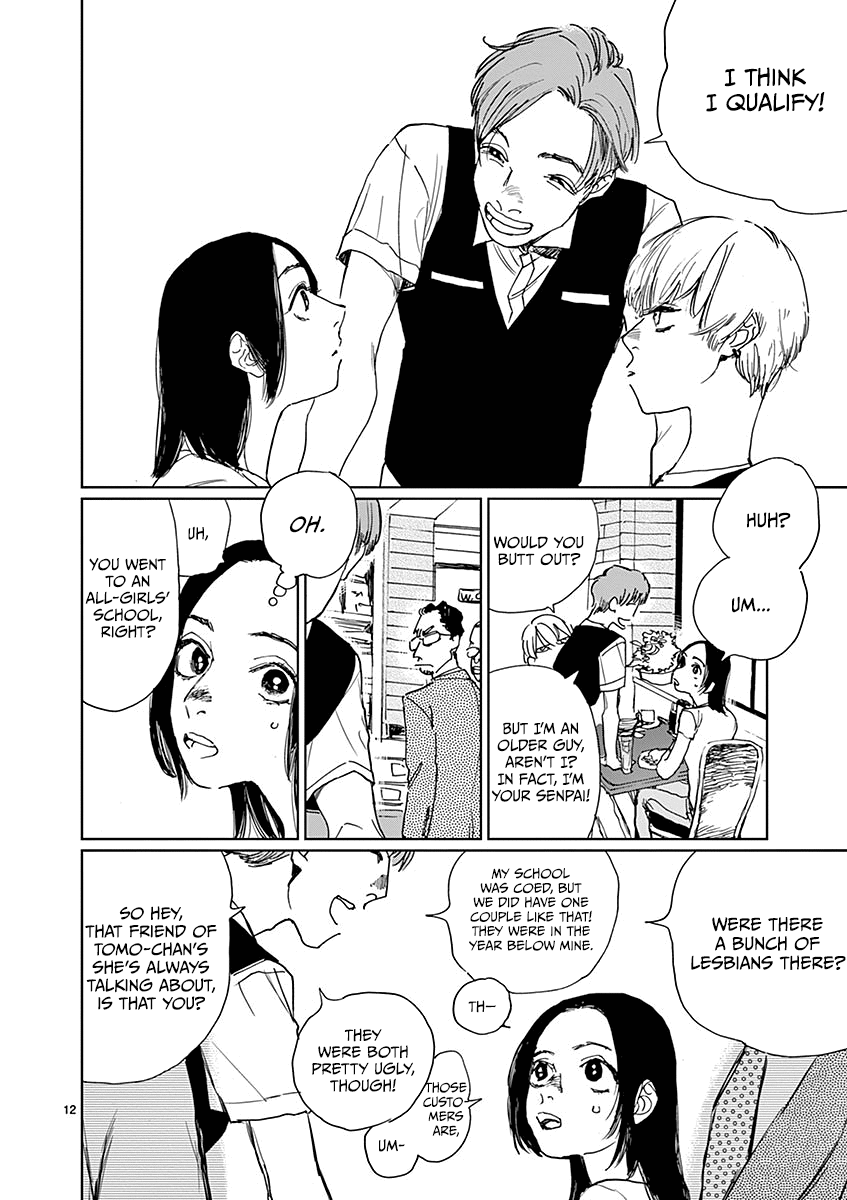 I THINK
I QUALIFY!
HUH?
UM...
WOULD YOU
BUTT OUT?
BUT I'M AN
OLDER GUY,
AREN'T I?
IN FACT, I'M
YOUR SENPAI!
W.C
OH.
UH,
YOU WENT
TO AN
ALL-GIRLS'
SCHOOL,
RIGHT?
WERE THERE
A BUNCH OF
LESBIANS THERE?
MY SCHOOL
WAS COED, BUT
WE DID HAVE ONE
COUPLE LIKE THAT!
THEY WERE IN THE
YEAR BELOW MINE.
TH—
THEY
WERE BOTH
PRETTY UGLY,
THOUGH!
THOSE
CUSTO
MERS
ARE,
UM-
SO HEY,
THAT FRIEND OF
TOMO-CHAN'S
SHE'S ALWAYS
TALKING ABOUT,
IS THAT YOU?
12